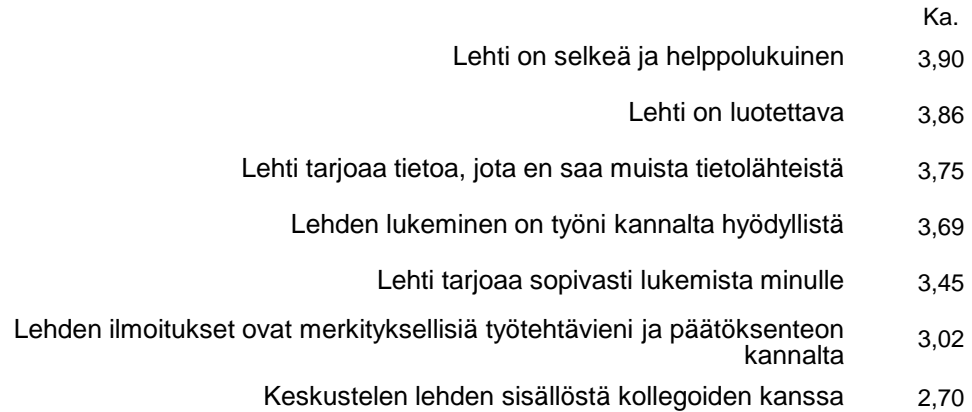 Ka.
Lehti on selkeä ja helppolukuinen 3,90
Lehti on luotettava 3,86
Lehti tarjoaa tietoa, jota en saa muista tietolähteistä 3,75
Lehden lukeminen on työni kannalta hyödyllistä 3,69
Lehti tarjoaa sopivasti lukemista minulle 3,45
Lehden ilmoitukset ovat merkityksellisiä työtehtävieni ja päätöksenteon
kannalta 3,02
Keskustelen lehden sisällöstä kollegoiden kanssa 2,70